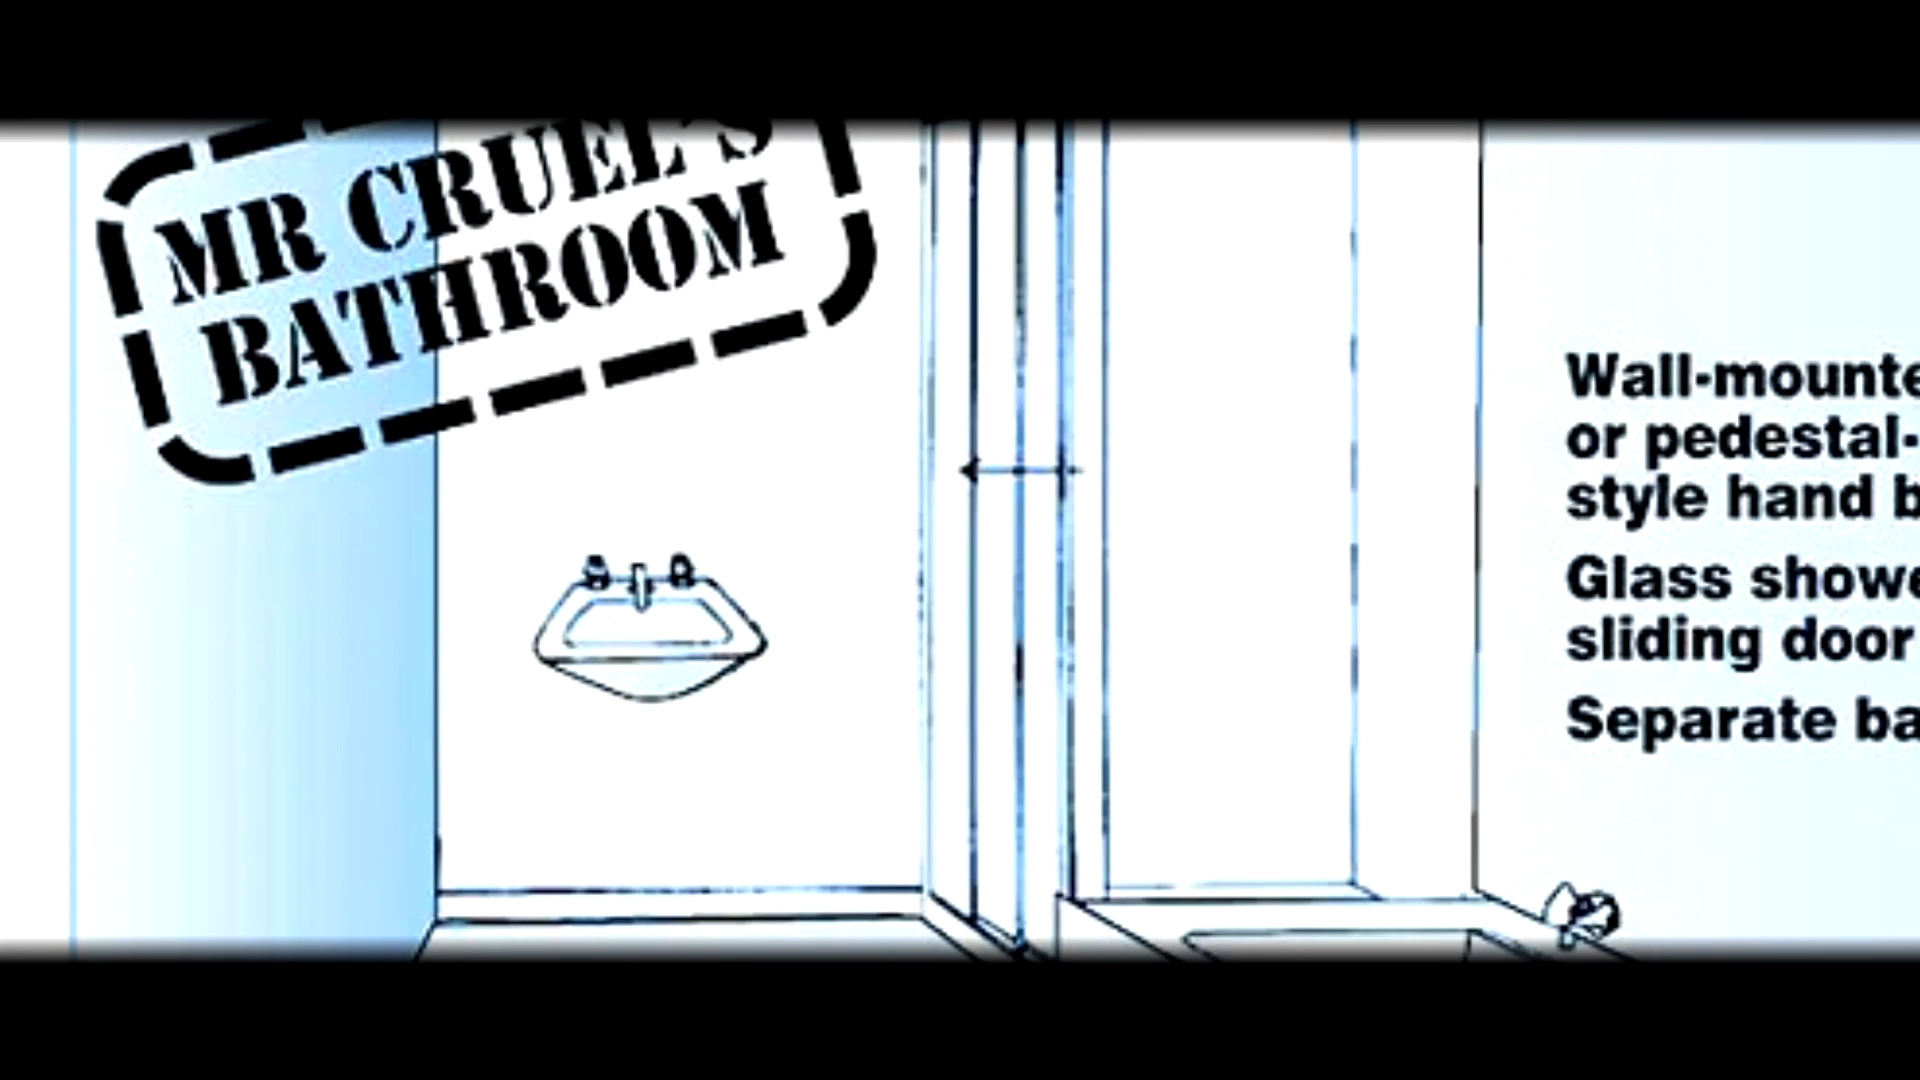 MR CRUEL'S
BATHROOM
Wall-mounte
or pedestal-
style hand b
Glass showe
sliding door
Separate ba